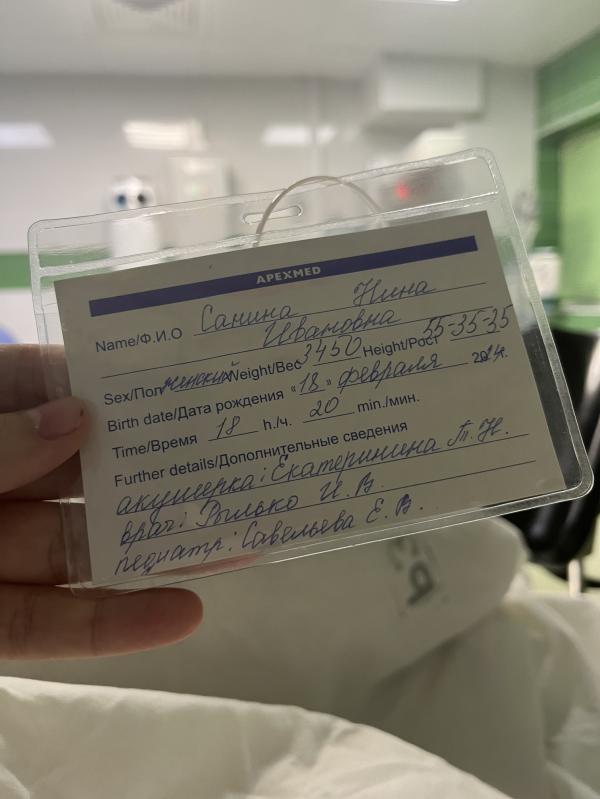 APEXMED
Name/Ф.И.О Санина Нина
Ивановна
Sex/Пол женский Weight/Вес 3450 Height/Рост 55-35-35
Birth date/Дата рождения «18» февраля
Time/Время 18 h./ч. 20 min./мин.
Further details/Дополнительные сведения
акушерка: Екатеринина Т.Н.
врач: Рылько И.В.
педиатр: Савельева Е.В.